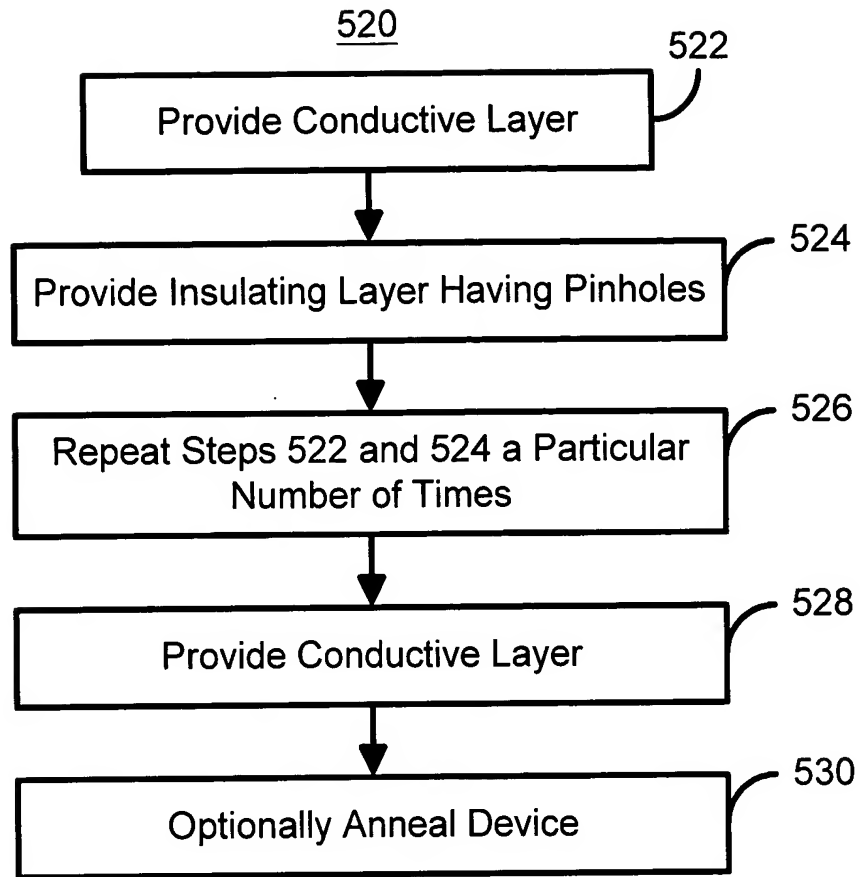 520
522
Provide Conductive Layer
524
Provide Insulating Layer Having Pinholes
526
Repeat Steps 522 and 524 a Particular
Number of Times
528
Provide Conductive Layer
530
Optionally Anneal Device